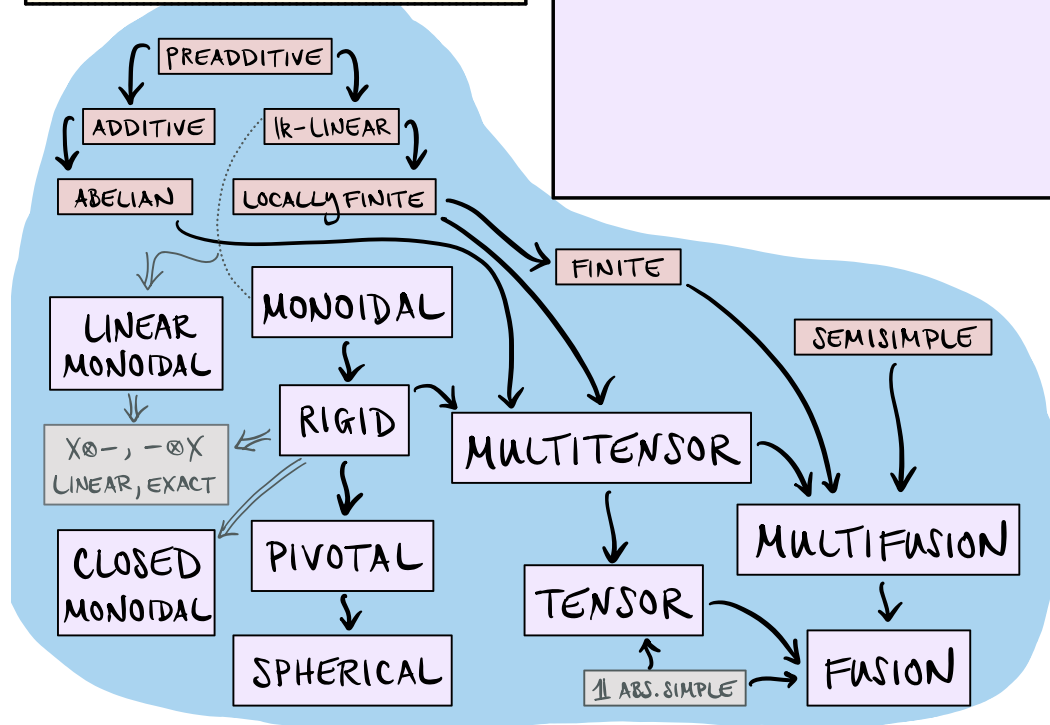 PREADDITIVE
ADDITIVE
𝕜-LINEAR
ABELIAN
LOCALLY FINITE
FINITE
MONOIDAL
LINEAR
MONOIDAL
SEMISIMPLE
RIGID
MULTITENSOR
X⊗-, -⊗X
LINEAR, EXACT
CLOSED
MONOIDAL
PIVOTAL
MULTIFUSION
TENSOR
SPHERICAL
𝟙 ABS. SIMPLE
FUSION